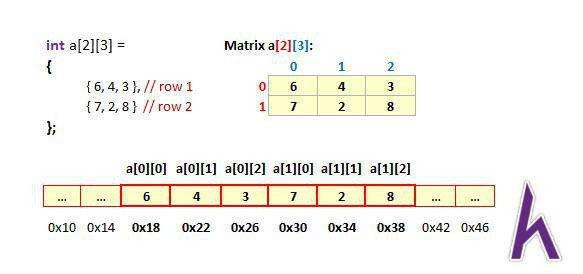 int a[2][3] =
{
{ 6, 4, 3 }, // row 1
{ 7, 2, 8 } // row 2
};
Matrix a[2][3]:
0 1 2
0 6 4 3
1 7 2 8
a[0][0] a[0][1] a[0][2] a[1][0] a[1][1] a[1][2]
... ... 6 4 3 7 2 8 ... ...
0x10 0x14 0x18 0x22 0x26 0x30 0x34 0x38 0x42 0x46